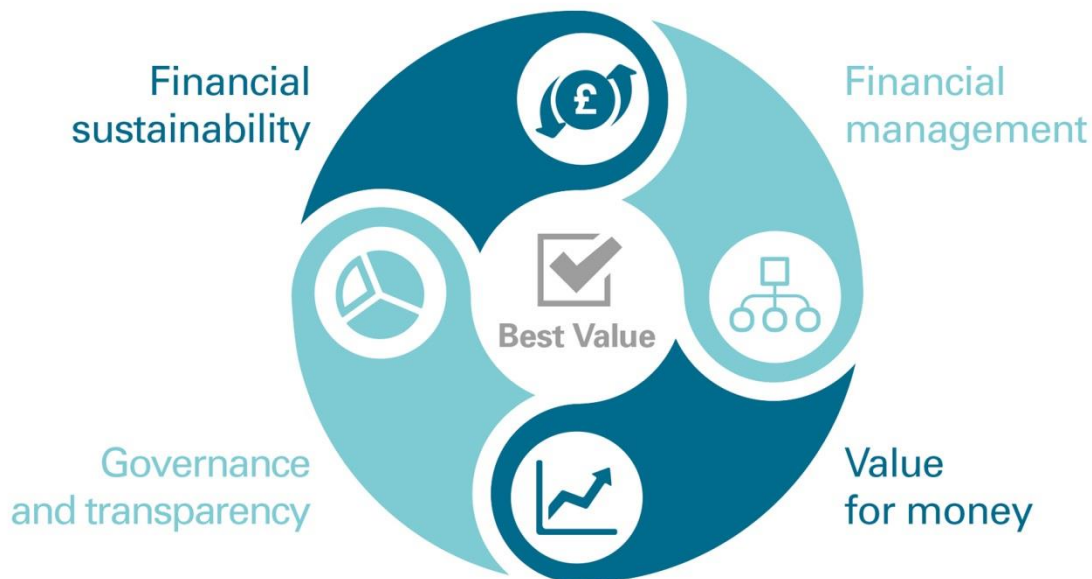 Financial
sustainability
£
Financial
management
Best Value
Governance
and transparency
Value
for money